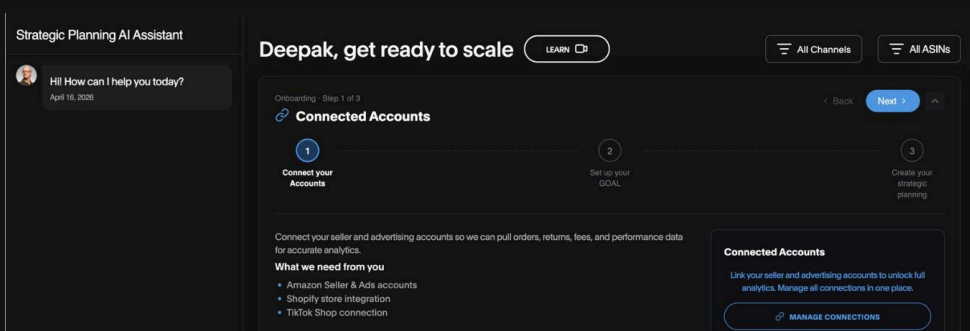 Strategic Planning AI Assistant
Hi! How can I help you today?
April 16, 2026
Deepak, get ready to scale
LEARN
All Channels
All ASINs
Onboarding - Step 1 of 3
Connected Accounts
Back
Next
1
Connect your
Accounts
2
Set up your
GOAL
3
Create your
strategic
planning
Connect your seller and advertising accounts so we can pull orders, returns, fees, and performance data
for accurate analytics.
What we need from you
• Amazon Seller & Ads accounts
• Shopify store integration
• TikTok Shop connection
Connected Accounts
Link your seller and advertising accounts to unlock full
analytics. Manage all connections in one place.
MANAGE CONNECTIONS